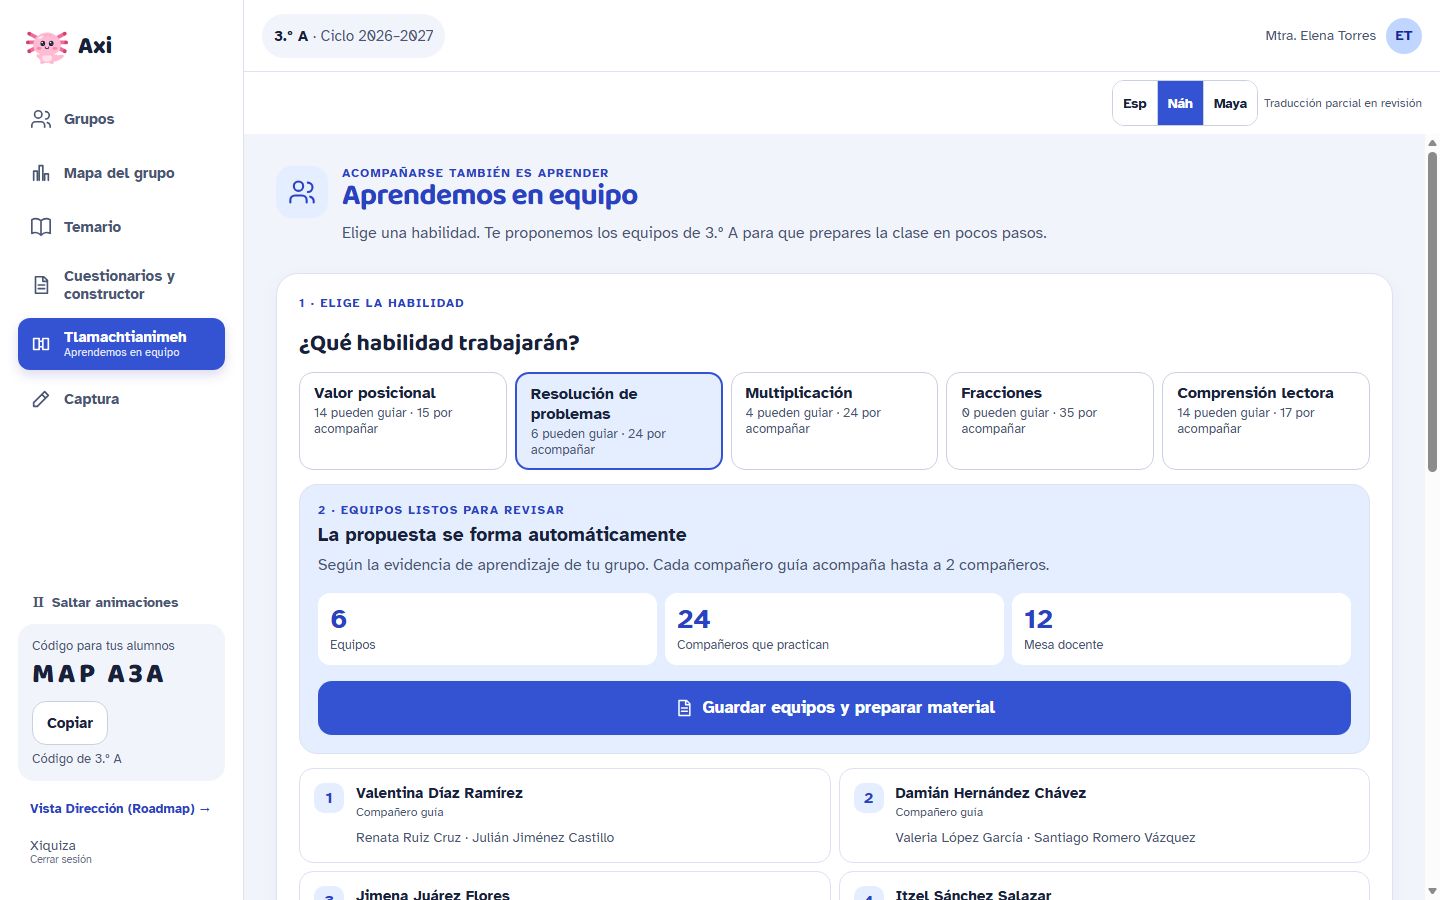 Axi
Grupos
Mapa del grupo
Temario
Cuestionarios y
constructor
Tlamachtianimeh
Aprendemos en equipo
Captura
Saltar animaciones
Código para tus alumnos
MAP A3A
Copiar
Código de 3.º A
Vista Dirección (Roadmap) →
Xiquiza
Cerrar sesión
3.º A · Ciclo 2026–2027
Mtra. Elena Torres
ET
Esp
Náh
Maya
Traducción parcial en revisión
ACOMPAÑARSE TAMBIÉN ES APRENDER
Aprendemos en equipo
Elige una habilidad. Te proponemos los equipos de 3.º A para que prepares la clase en pocos pasos.
1 · ELIGE LA HABILIDAD
¿Qué habilidad trabajarán?
Valor posicional
14 pueden guiar · 15 por
acompañar
Resolución de
problemas
6 pueden guiar · 24 por
acompañar
Multiplicación
4 pueden guiar · 24 por
acompañar
Fracciones
0 pueden guiar · 35 por
acompañar
Comprensión lectora
14 pueden guiar · 17 por
acompañar
2 · EQUIPOS LISTOS PARA REVISAR
La propuesta se forma automáticamente
Según la evidencia de aprendizaje de tu grupo. Cada compañero guía acompaña hasta a 2 compañeros.
6
Equipos
24
Compañeros que practican
12
Mesa docente
Guardar equipos y preparar material
1
Valentina Díaz Ramírez
Compañero guía
Renata Ruiz Cruz · Julián Jiménez Castillo
2
Damián Hernández Chávez
Compañero guía
Valeria López García · Santiago Romero Vázquez
3
Jimena Juárez Flores
4
Itzel Sánchez Salazar